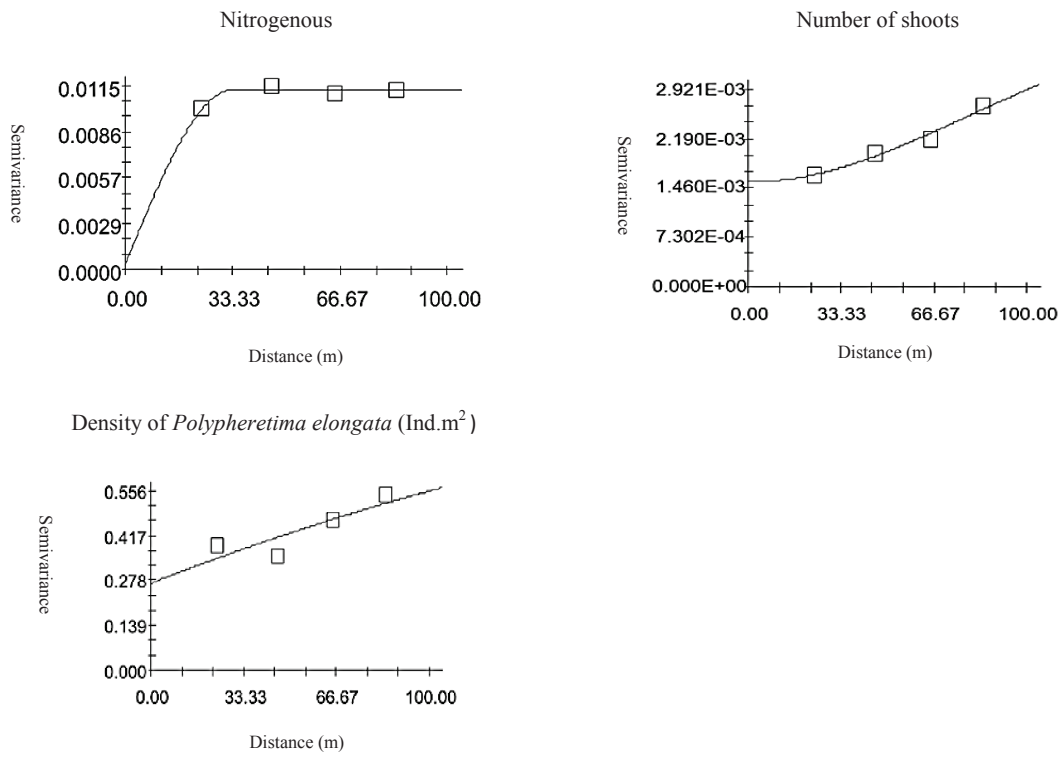 Nitrogenous
Semivariance
0.0115
0.0086
0.0057
0.0029
0.0000
0.00 33.33 66.67 100.00
Distance (m)
Number of shoots
Semivariance
2.921E-03
2.190E-03
1.460E-03
7.302E-04
0.000E+00
0.00 33.33 66.67 100.00
Distance (m)
Density of Polypheretima elongata (Ind.m²)
Semivariance
0.556
0.417
0.278
0.139
0.000
0.00 33.33 66.67 100.00
Distance (m)